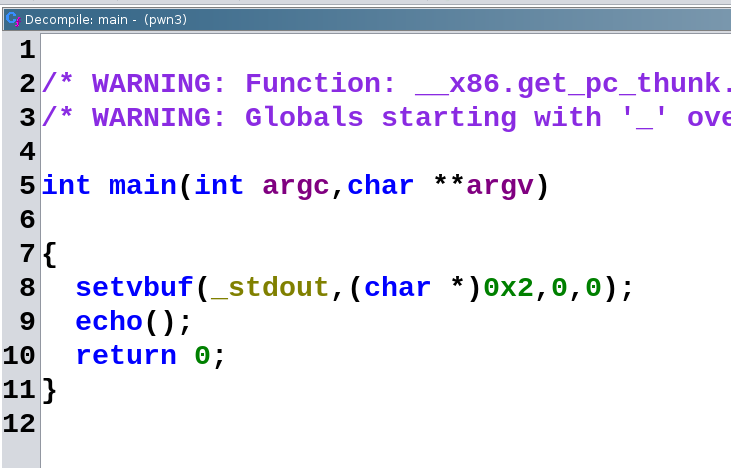 Decompile: main - (pwn3)
1
2 /* WARNING: Function: __x86.get_pc_thunk.
3 /* WARNING: Globals starting with '_' ove
4
5 int main(int argc,char **argv)
6
7 {
8   setvbuf(_stdout,(char *)0x2,0,0);
9   echo();
10   return 0;
11 }
12